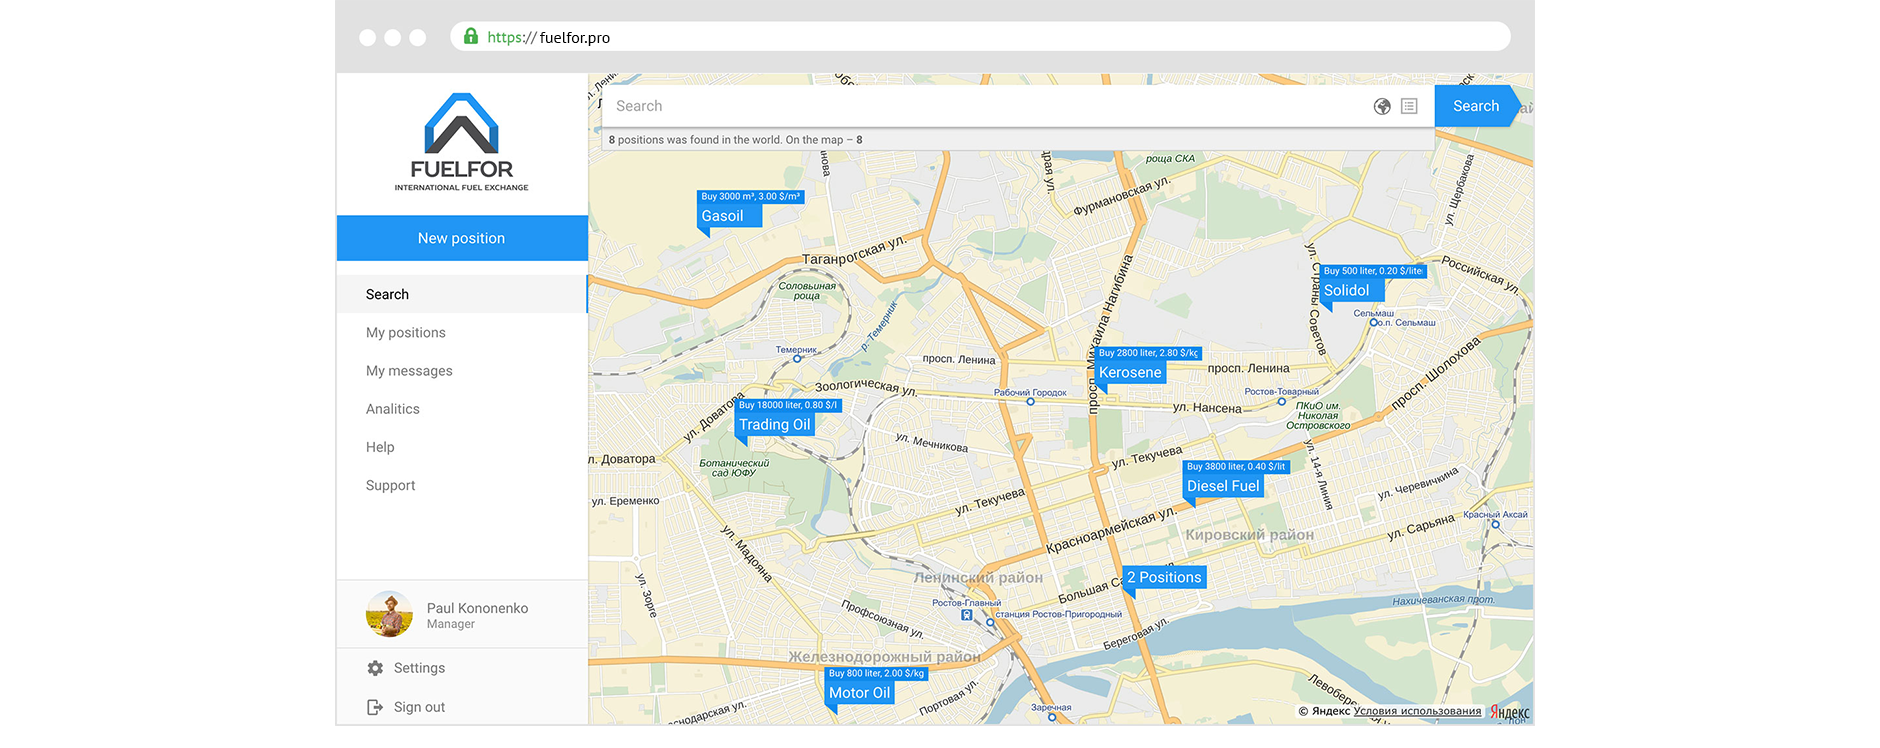 https:// fuelfor.pro
FUELFOR
INTERNATIONAL FUEL EXCHANGE
New position
Search
My positions
My messages
Analitics
Help
Support
Paul Kononenko
Manager
Settings
Sign out
Search
Search
8 positions was found in the world. On the map – 8
роща СКА
Фурмановская ул.
ул. Щербакова
Buy 3000 m³, 3.00 $/m³
Gasoil
Таганрогская ул.
Соловьиная
роща
р. Темерник
просп. Михаила Нагибина
ул. Страны Советов
Российская ул.
Buy 500 liter, 0.20 $/lite
Solidol
Сельмаш
о.п. Сельмаш
Темерник
просп. Ленина
Buy 2800 liter, 2.80 $/kg
Kerosene
просп. Ленина
просп. Шолохова
Зоологическая ул.
Рабочий Городок
Ростов-Товарный
ул. Нансена
ПКиО им.
Николая
Островского
ул. Доватора
Buy 18000 liter, 0.80 $/l
Trading Oil
ул. Мечникова
л. Доватора
Ботанический
сад ЮФУ
ул. Текучева
ул. 14-я Линия
Buy 3800 liter, 0.40 $/lit
Diesel Fuel
ул. Черевичкина
ул. Еременко
ул. Текучева
Красный Аксай
ул. Сарьяна
Красноармейская ул.
Кировский район
ул. Мадояна
Ленинский район
2 Positions
ул. Зорге
Большая Са
Нахичеванская прот.
Профсоюзная ул.
Ростов-Главный
станция Ростов-Пригородный
Береговая ул.
Железнодорожный район
Buy 800 liter, 2.00 $/kg
Motor Oil
Портовая ул.
Заречная
Левобере
снодарская ул.
© Яндекс Условия использования
Яндекс